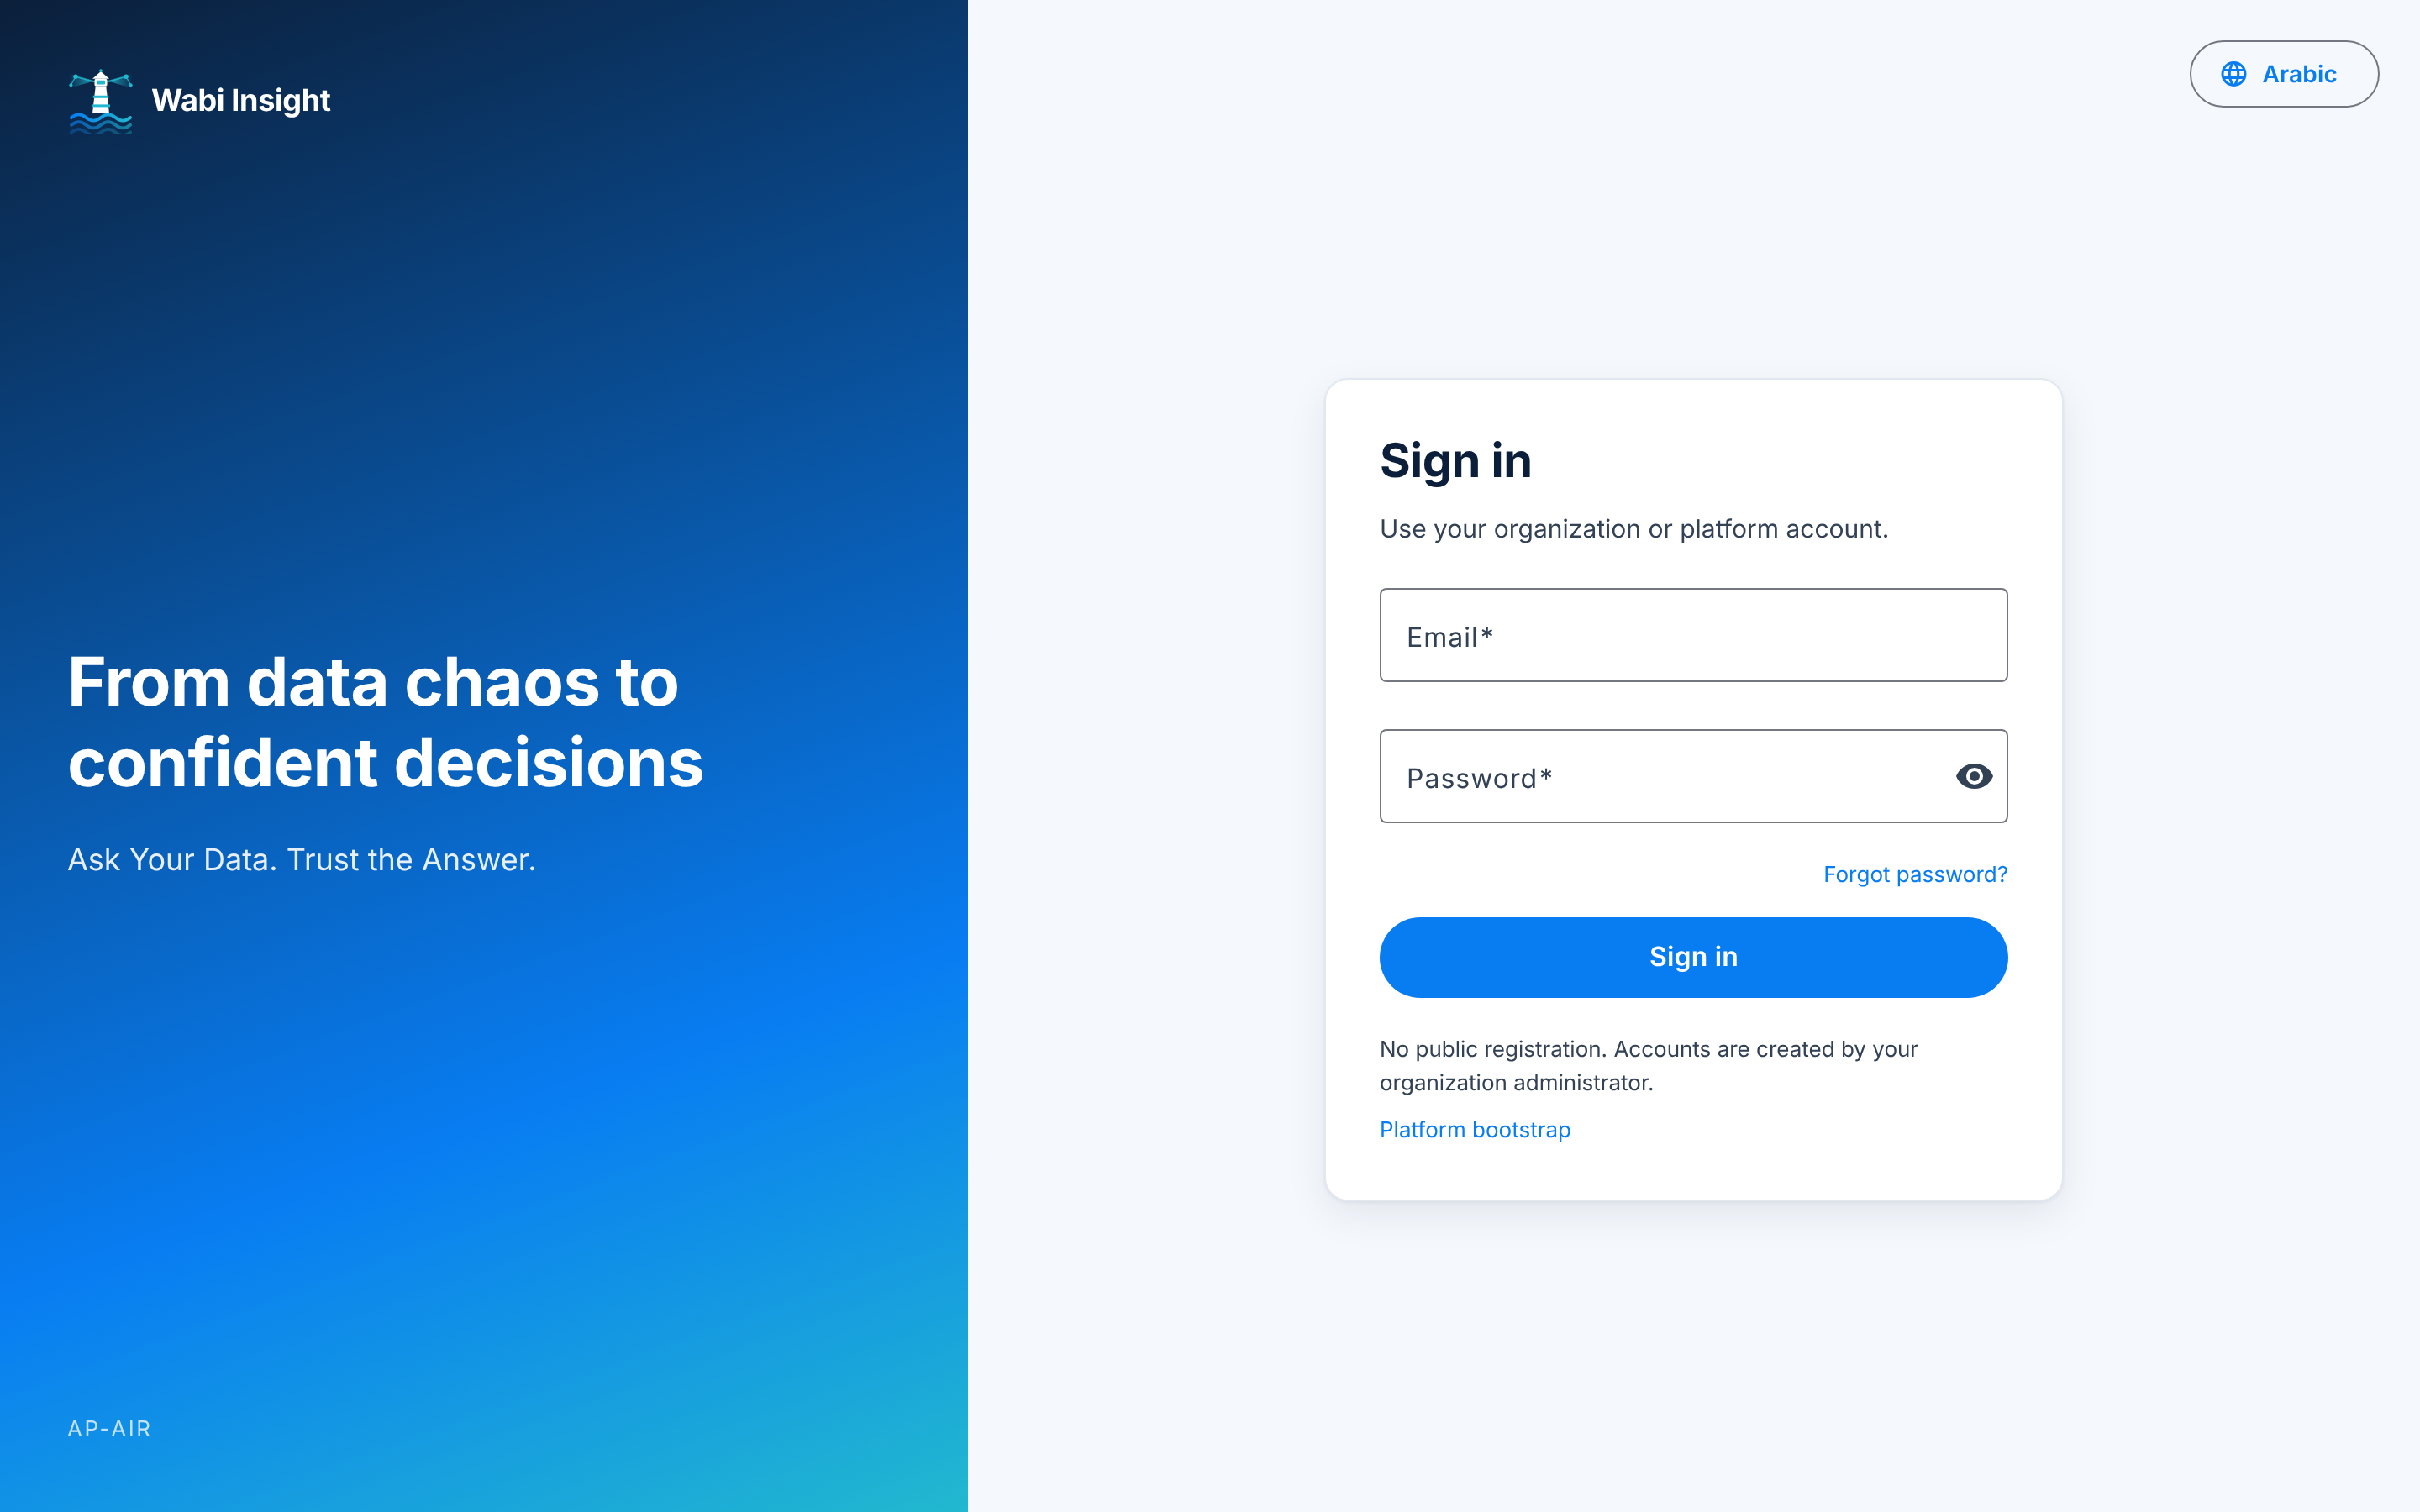 Wabi Insight
From data chaos to
confident decisions
Ask Your Data. Trust the Answer.
AP-AIR
Arabic
Sign in
Use your organization or platform account.
Email*
Password*
Forgot password?
Sign in
No public registration. Accounts are created by your
organization administrator.
Platform bootstrap